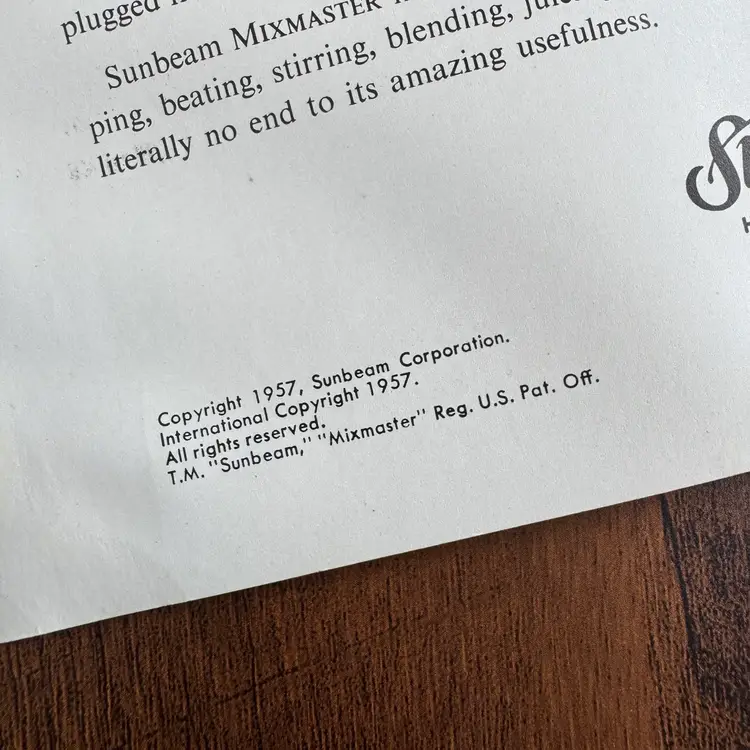 plugged
Sunbeam MIXMASTER
ping, beating, stirring, blending,
literally no end to its amazing usefulness.
Copyright 1957, Sunbeam Corporation.
International Copyright 1957.
All rights reserved.
T.M. "Sunbeam," "Mixmaster" Reg. U.S. Pat. Off.